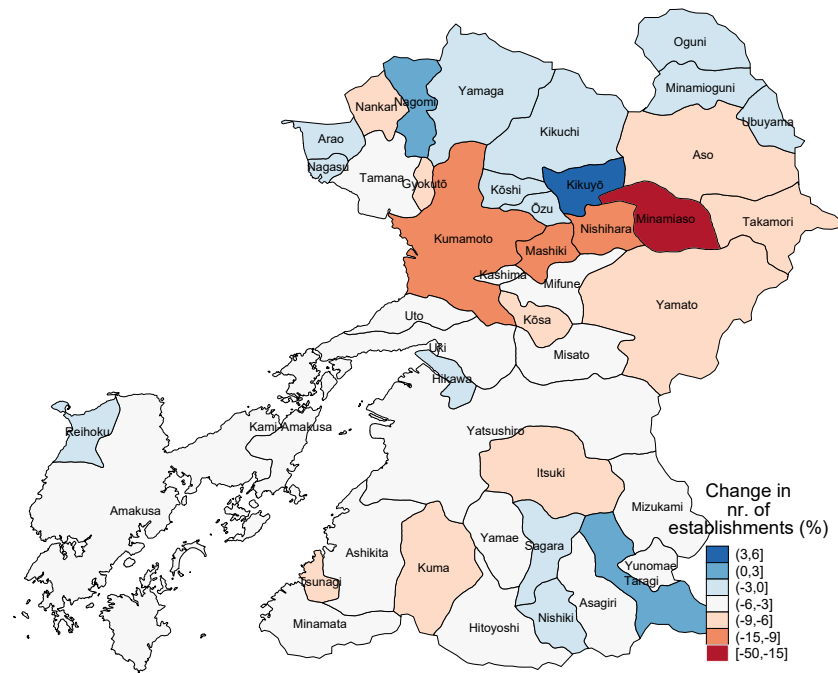 Oguni
Minamioguni
Yamaga
Nagomi
Nankan
Ubuyama
Arao
Kikuchi
Aso
Nagasu
Tamana
Gyokutō
Kōshi
Kikuyō
Ōzu
Minamiaso
Takamori
Nishihara
Kumamoto
Mashiki
Kashima
Mifune
Yamato
Uto
Kōsa
Uki
Misato
Hikawa
Kami-Amakusa
Reihoku
Yatsushiro
Itsuki
Mizukami
Amakusa
Yamae
Sagara
Ashikita
Kuma
Yunomae
Tsunagi
Taragi
Asagiri
Nishiki
Minamata
Hitoyoshi
Change in
nr. of
establishments (%)
(3,6]
(0,3]
(-3,0]
(-6,-3]
(-9,-6]
(-15,-9]
[-50,-15]